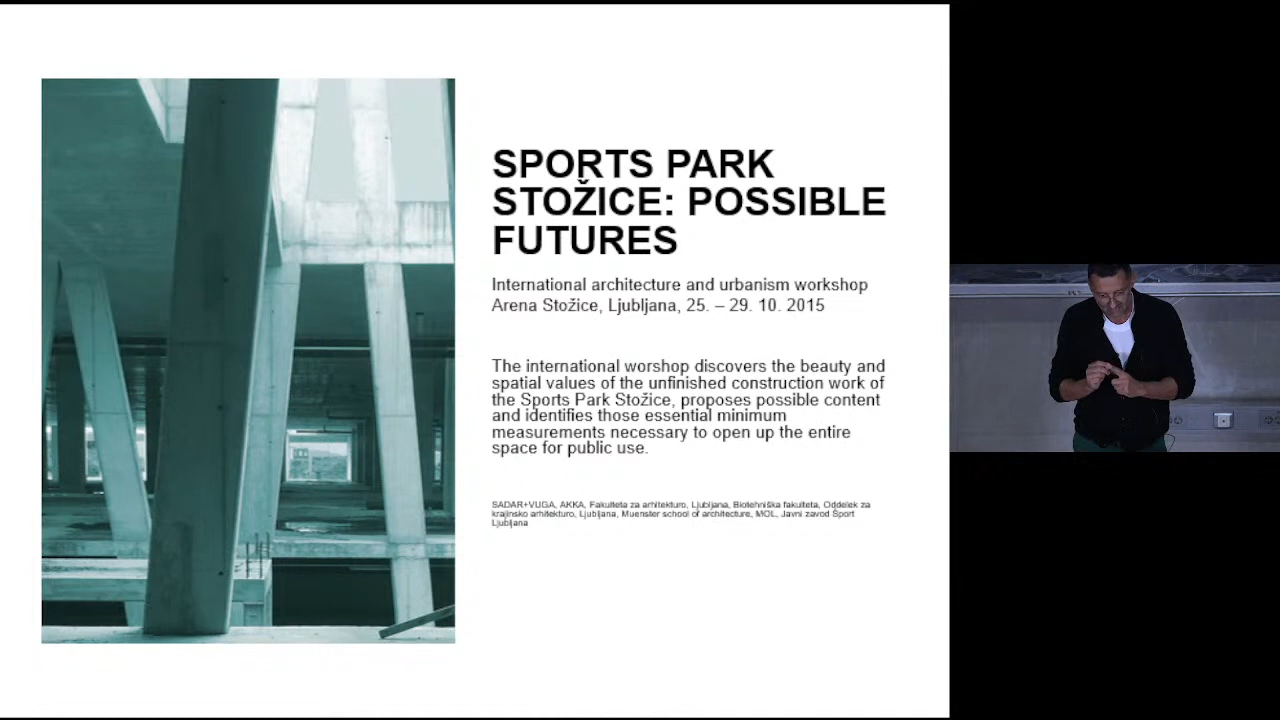 SPORTS PARK
STOŽICE: POSSIBLE
FUTURES
International architecture and urbanism workshop
Arena Stožice, Ljubljana, 25. – 29. 10. 2015
The international worshop discovers the beauty and
spatial values of the unfinished construction work of
the Sports Park Stožice, proposes possible content
and identifies those essential minimum
measurements necessary to open up the entire
space for public use.
SADAR+VUGA, AKKA, Fakulteta za arhitekturo, Ljubljana, Biotehniška fakulteta, Oddelek za
krajinsko arhitekturo, Ljubljana, Muenster school of architecture, MOL, Javni zavod Šport
Ljubljana